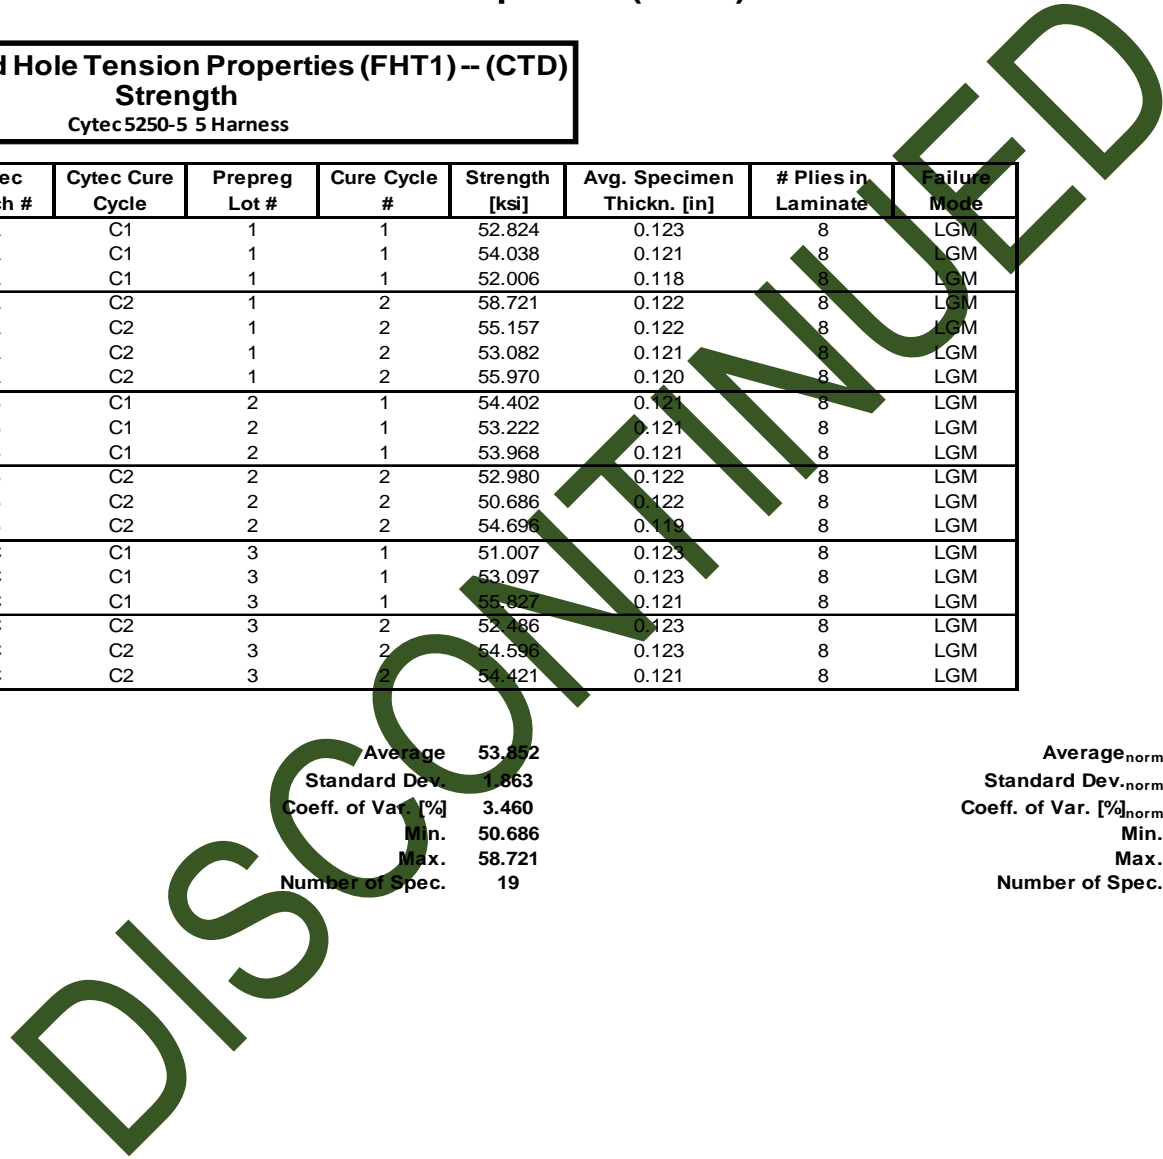 Hole Tension Properties (FHT1) -- (CTD)
Strength
Cytec 5250-5 5 Harness
Cytec Cure Prepreg Cure Cycle Strength Avg. Specimen # Plies in Failure
# Cycle Lot # # [ksi] Thickn. [in] Laminate Mode
C1 1 1 52.824 0.123 8 LGM
C1 1 1 54.038 0.121 8 LGM
C1 1 1 52.006 0.118 8 LGM
C2 1 2 58.721 0.122 8 LGM
C2 1 2 55.157 0.122 8 LGM
C2 1 2 53.082 0.121 8 LGM
C2 1 2 55.970 0.120 8 LGM
C1 2 1 54.402 0.121 8 LGM
C1 2 1 53.222 0.121 8 LGM
C1 2 1 53.968 0.121 8 LGM
C2 2 2 52.980 0.122 8 LGM
C2 2 2 50.686 0.122 8 LGM
C2 2 2 54.696 0.119 8 LGM
C1 3 1 51.007 0.123 8 LGM
C1 3 1 53.097 0.123 8 LGM
C1 3 1 55.827 0.121 8 LGM
C2 3 2 52.486 0.123 8 LGM
C2 3 2 54.596 0.123 8 LGM
C2 3 2 54.421 0.121 8 LGM
Average 53.852 Average norm
Standard Dev. 1.863 Standard Dev. norm
Coeff. of Var. [%] 3.460 Coeff. of Var. [%] norm
Min. 50.686 Min.
Max. 58.721 Max.
Number of Spec. 19 Number of Spec.
DISCONTINUED